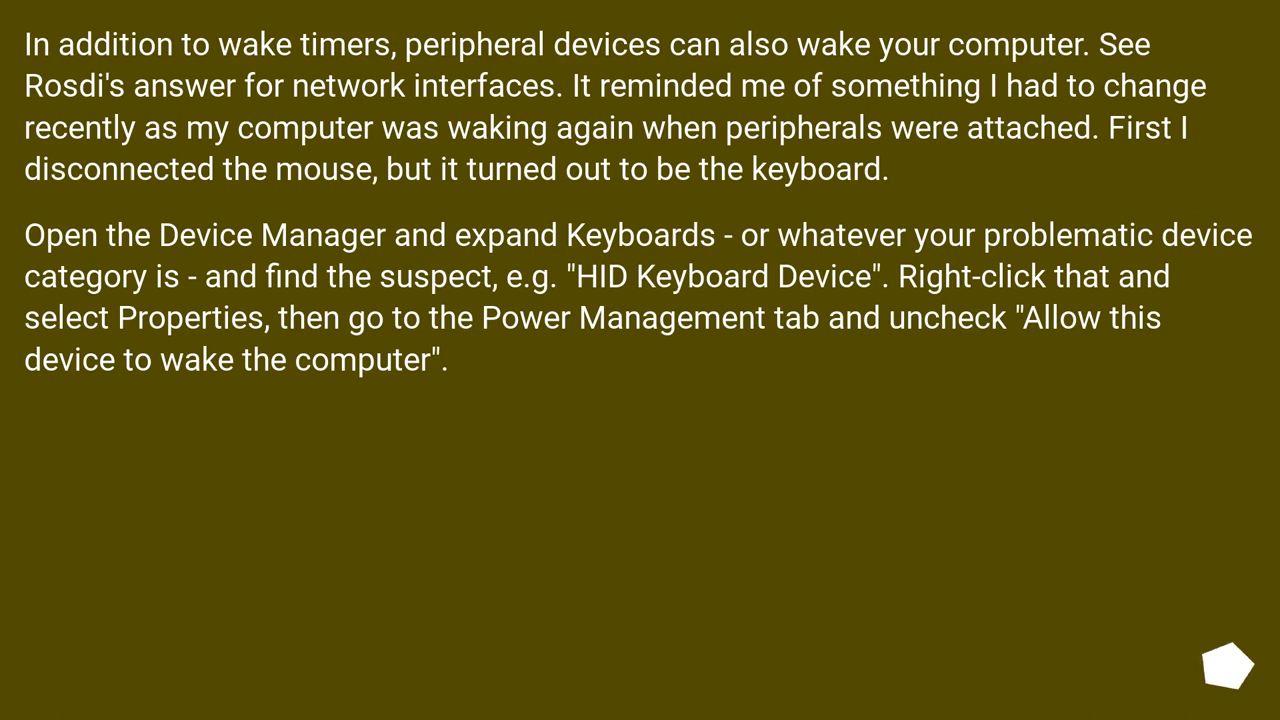 In addition to wake timers, peripheral devices can also wake your computer. See
Rosdi's answer for network interfaces. It reminded me of something I had to change
recently as my computer was waking again when peripherals were attached. First I
disconnected the mouse, but it turned out to be the keyboard.
Open the Device Manager and expand Keyboards - or whatever your problematic device
category is - and find the suspect, e.g. "HID Keyboard Device". Right-click that and
select Properties, then go to the Power Management tab and uncheck "Allow this
device to wake the computer".